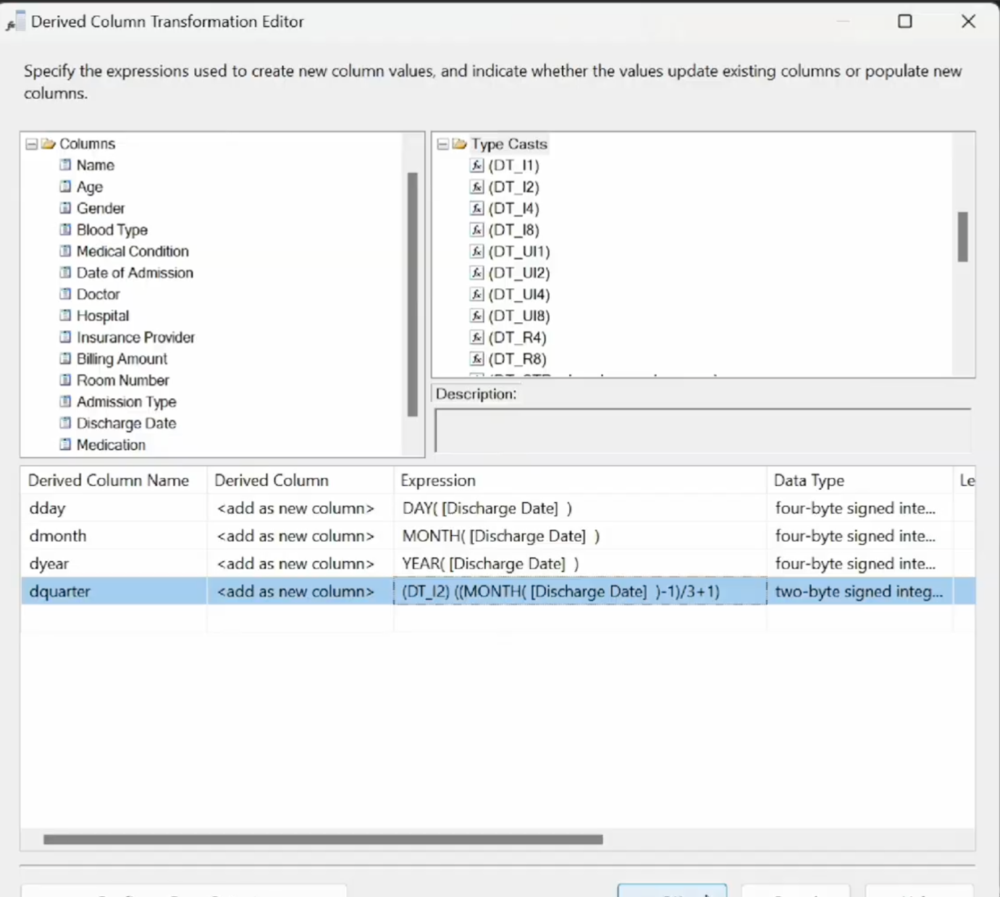 Derived Column Transformation Editor
Specify the expressions used to create new column values, and indicate whether the values update existing columns or populate new
columns.
Columns
Name
Age
Gender
Blood Type
Medical Condition
Date of Admission
Doctor
Hospital
Insurance Provider
Billing Amount
Room Number
Admission Type
Discharge Date
Medication
Type Casts
(DT_I1)
(DT_I2)
(DT_I4)
(DT_I8)
(DT_UI1)
(DT_UI2)
(DT_UI4)
(DT_UI8)
(DT_R4)
(DT_R8)
Description:
Derived Column Name Derived Column Expression Data Type Le
dday <add as new column> DAY( [Discharge Date] ) four-byte signed inte...
dmonth <add as new column> MONTH( [Discharge Date] ) four-byte signed inte...
dyear <add as new column> YEAR( [Discharge Date] ) four-byte signed inte...
dquarter <add as new column> (DT_I2) ((MONTH( [Discharge Date] )-1)/3+1) two-byte signed integ...